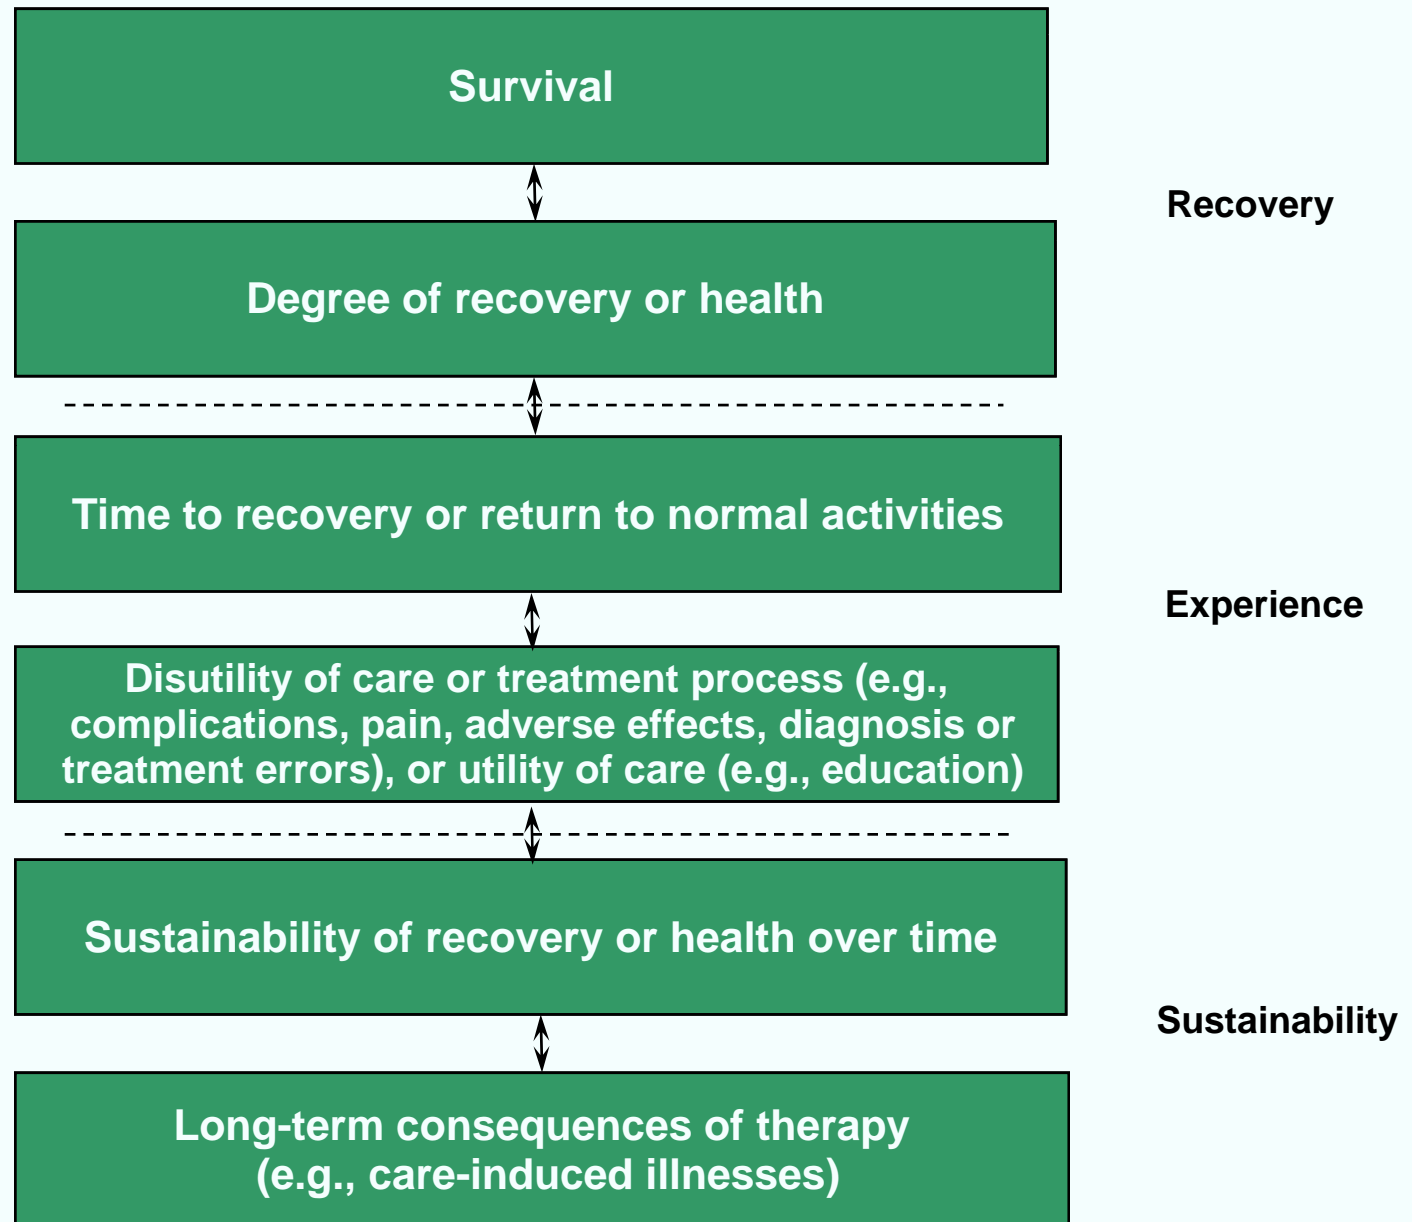 Survival
Recovery
Degree of recovery or health
Time to recovery or return to normal activities
Experience
Disutility of care or treatment process (e.g.,
complications, pain, adverse effects, diagnosis or
treatment errors), or utility of care (e.g., education)
Sustainability of recovery or health over time
Sustainability
Long-term consequences of therapy
(e.g., care-induced illnesses)